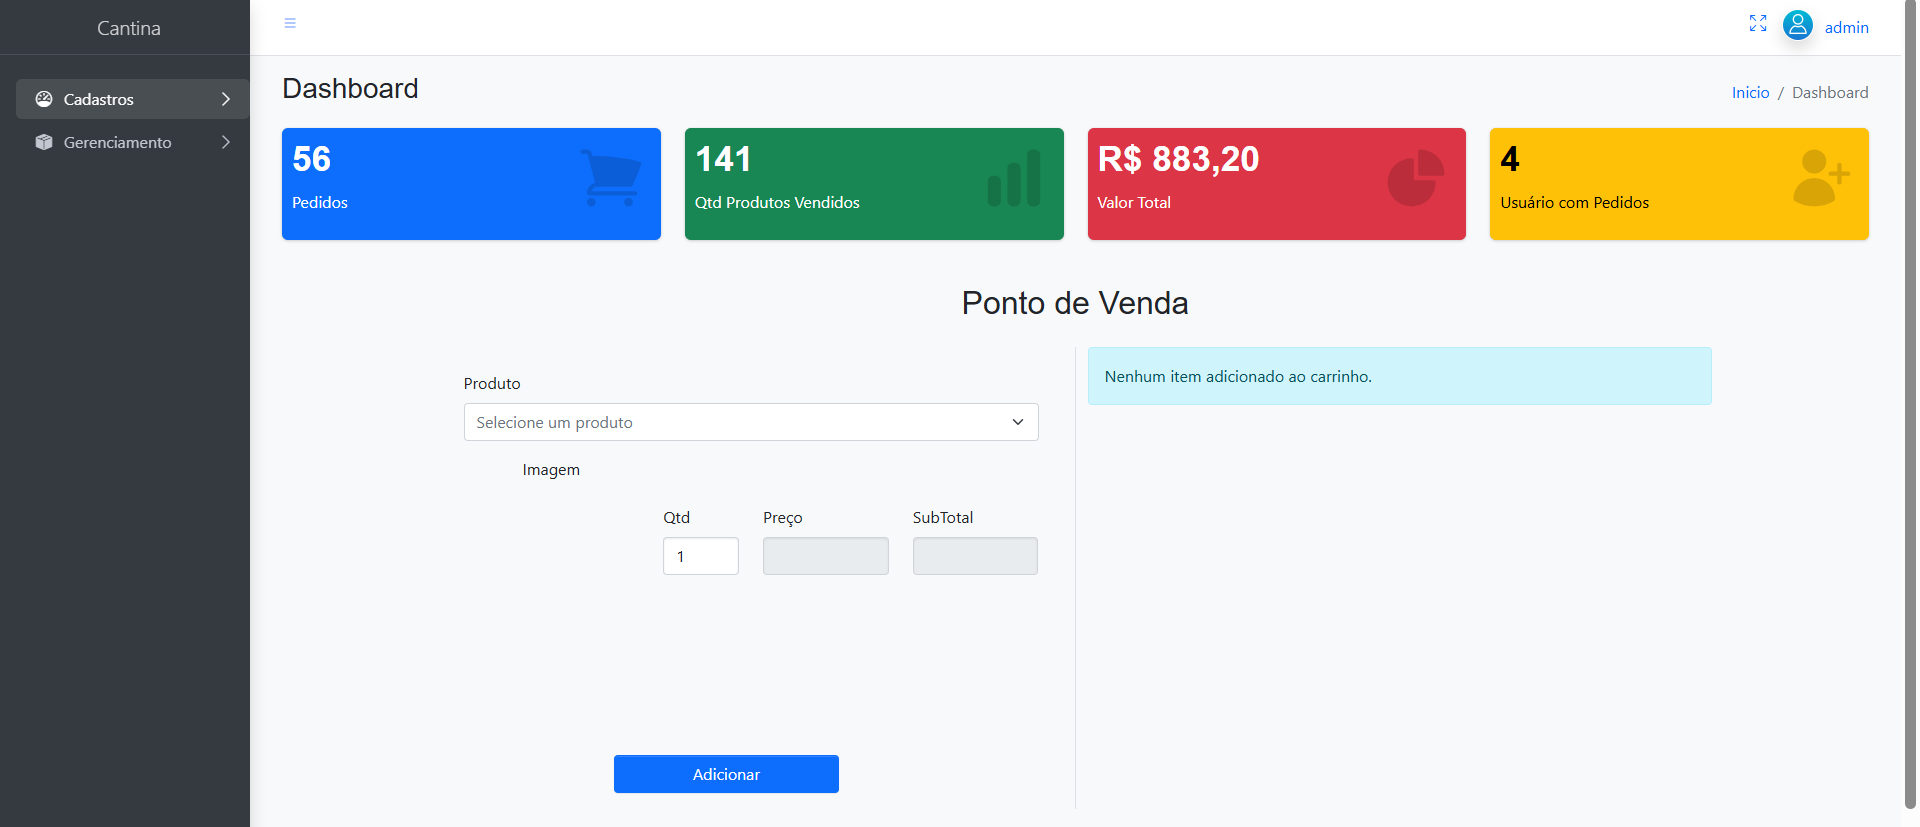 Cantina
admin
Cadastros
Gerenciamento
Dashboard
Inicio / Dashboard
56
Pedidos
141
Qtd Produtos Vendidos
R$ 883,20
Valor Total
4
Usuário com Pedidos
Ponto de Venda
Produto
Selecione um produto
Imagem
Qtd Preço SubTotal
1
Adicionar
Nenhum item adicionado ao carrinho.